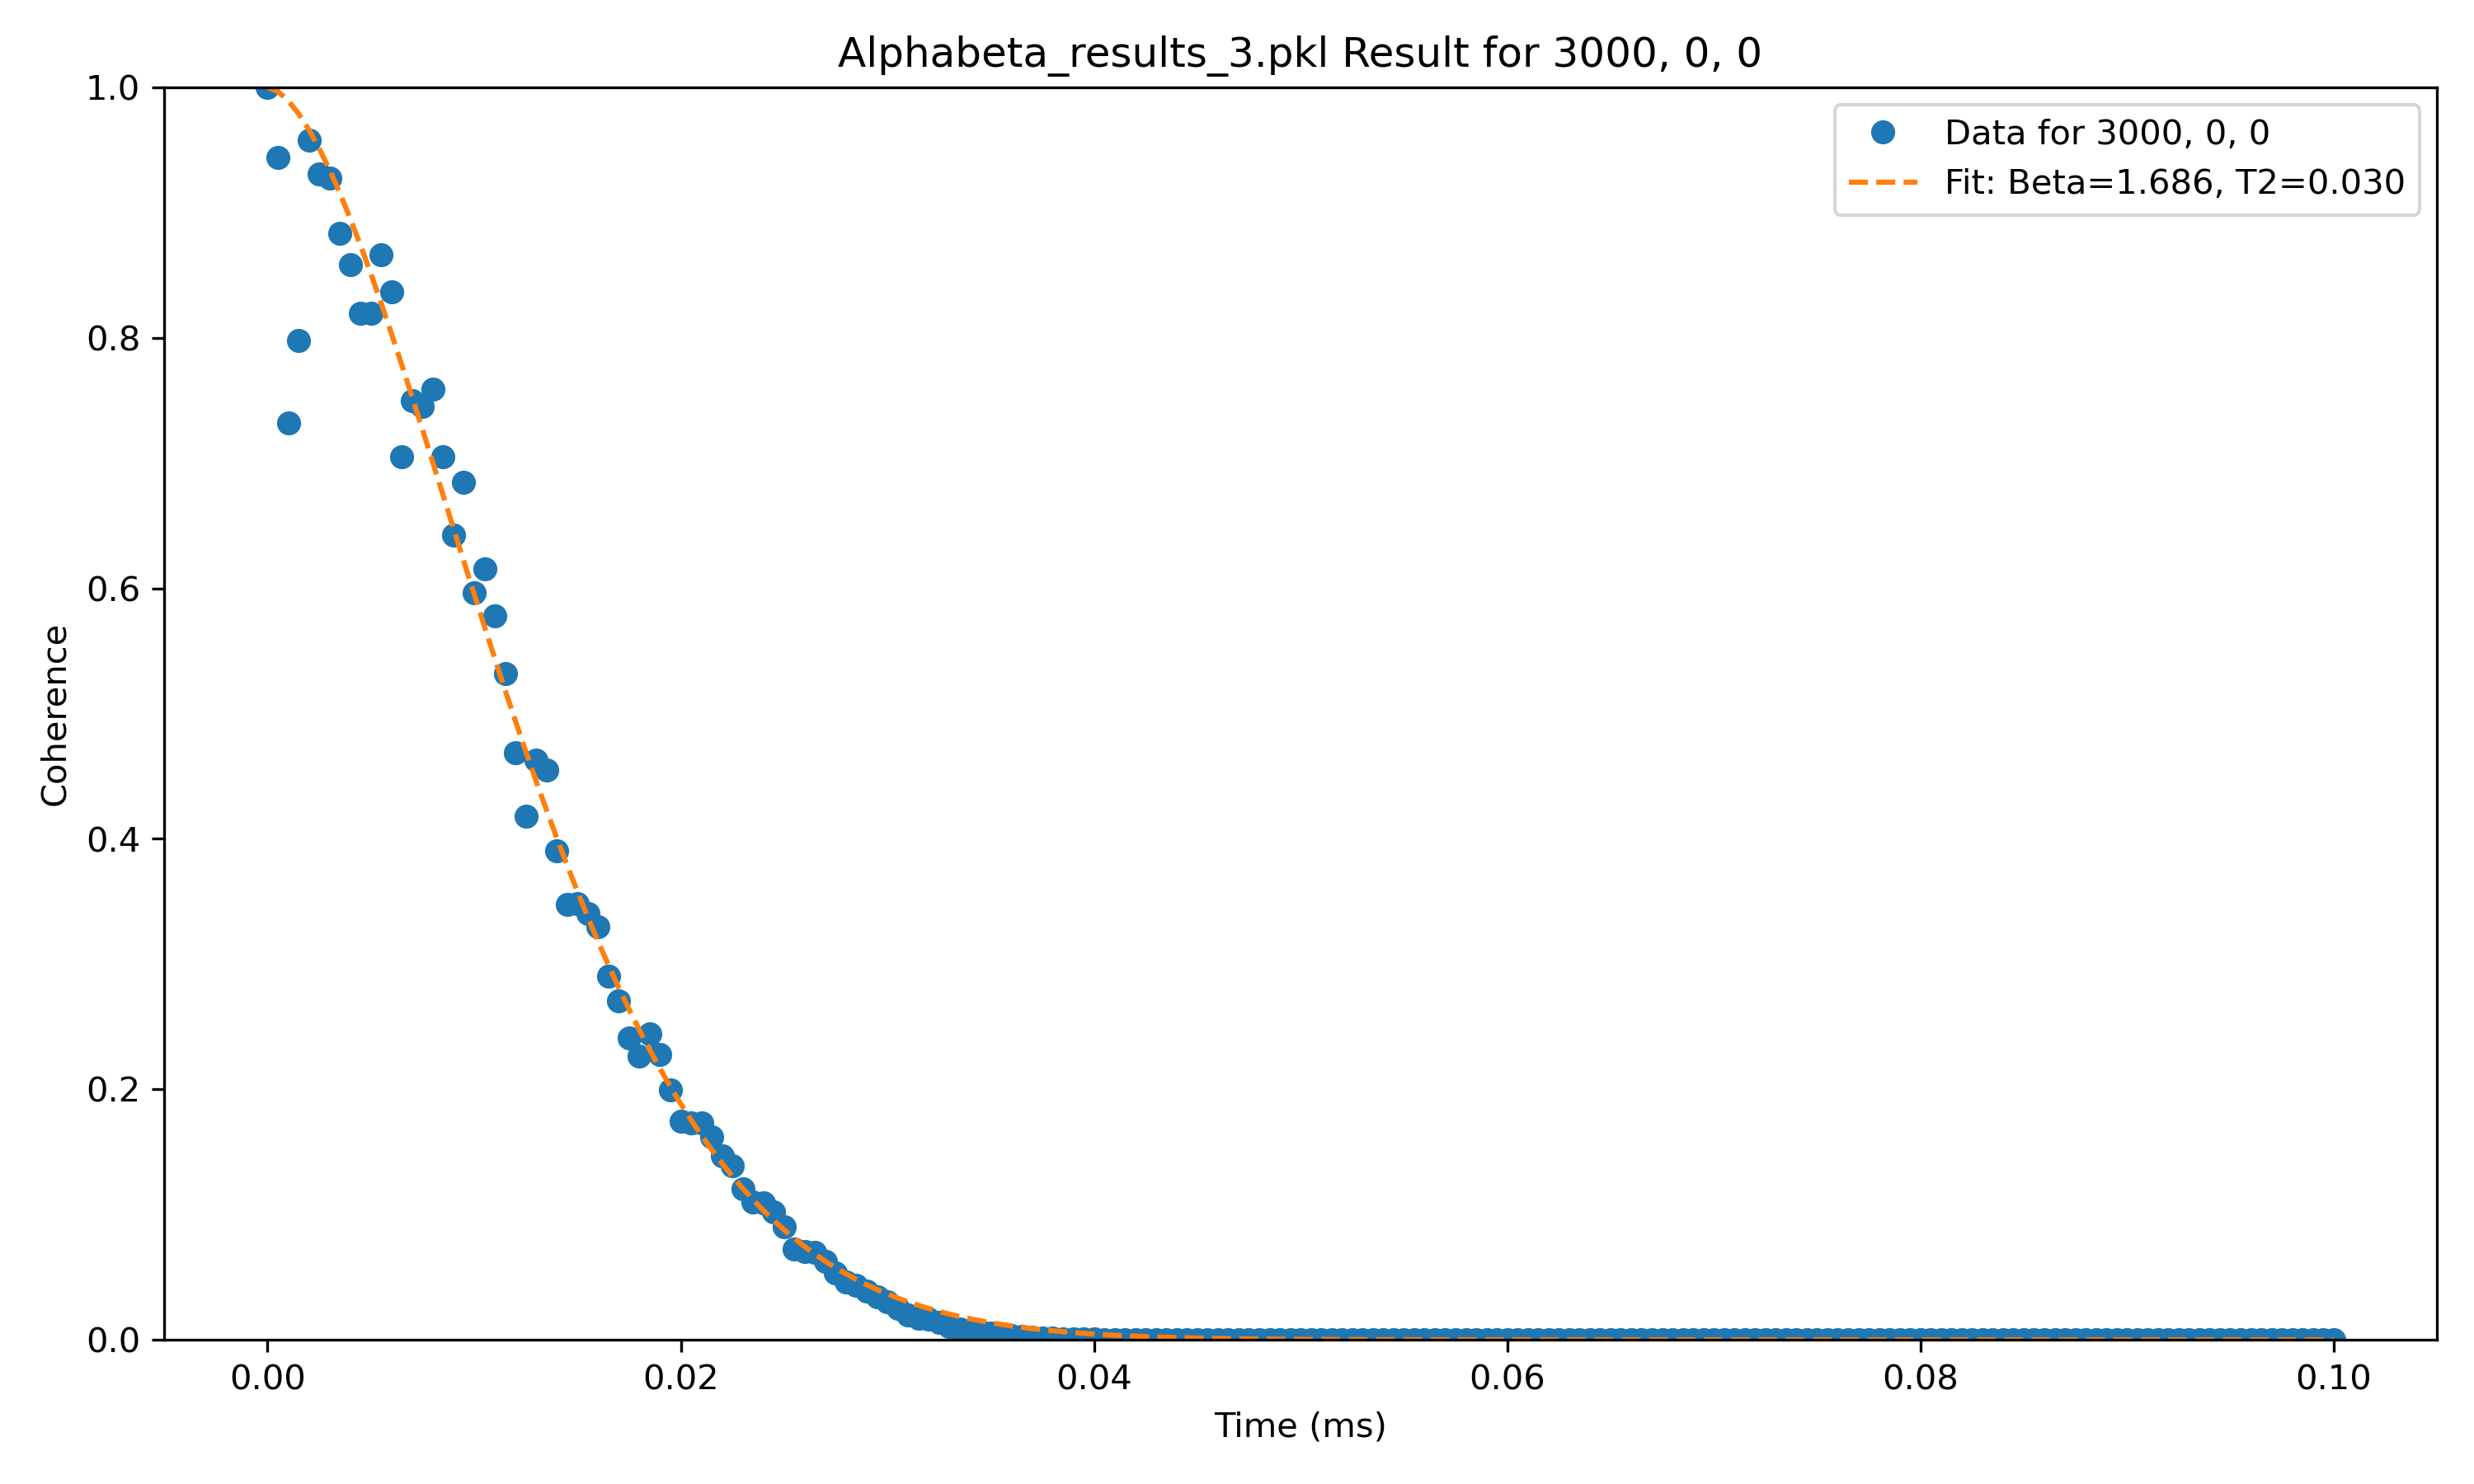 Alphabeta_results_3.pkl Result for 3000, 0, 0
Data for 3000, 0, 0
Fit: Beta=1.686, T2=0.030
1.0
0.8
0.6
0.4
0.2
0.0
Coherence
0.00 0.02 0.04 0.06 0.08 0.10
Time (ms)